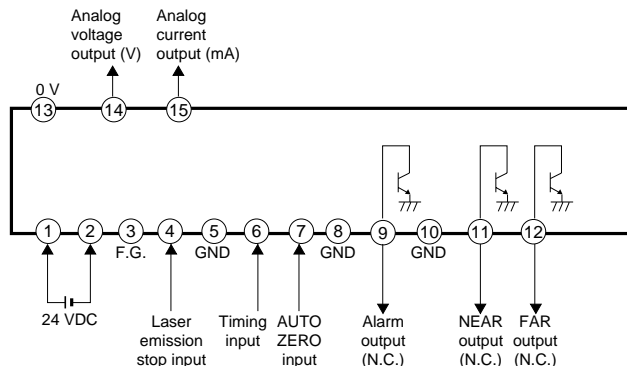 Analog
voltage
output (V)
Analog
current
output (mA)
0 V
13
14
15
1
2
3
4
5
6
7
8
9
10
11
12
F.G.
GND
GND
GND
24 VDC
Laser
emission
stop input
Timing
input
AUTO
ZERO
input
Alarm
output
(N.C.)
NEAR
output
(N.C.)
FAR
output
(N.C.)